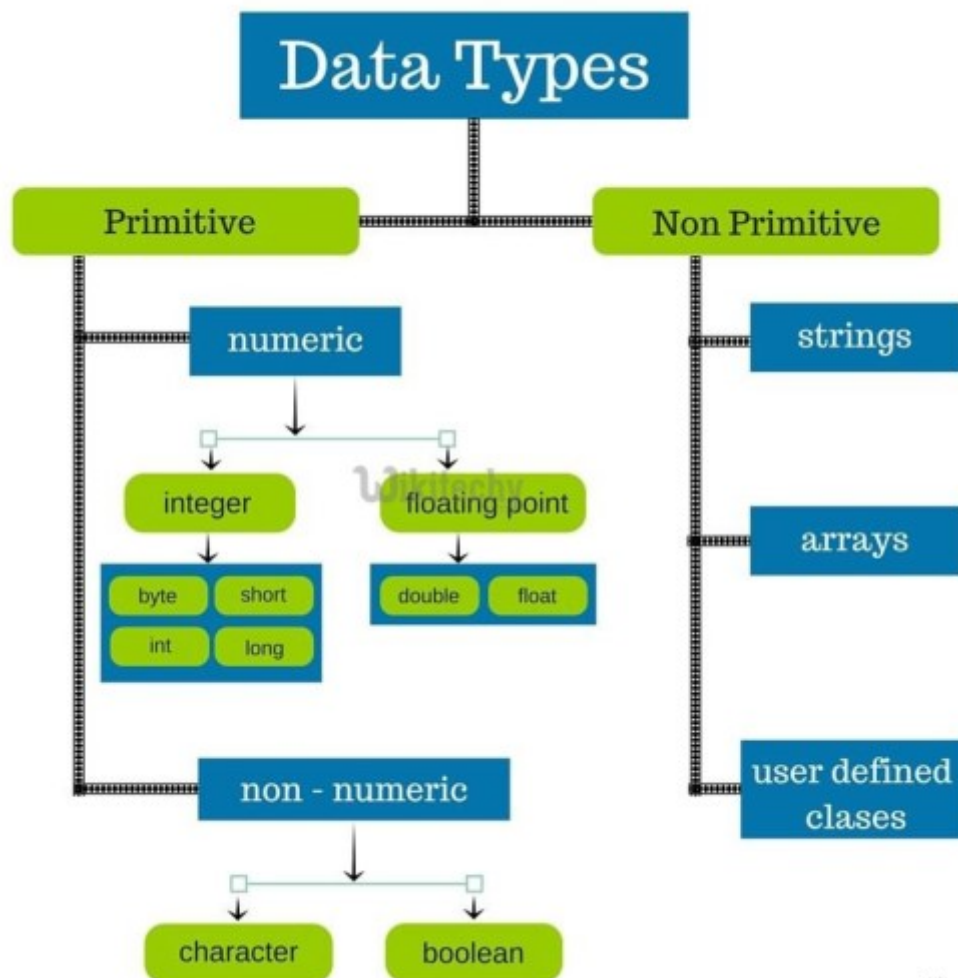 Data Types
Primitive
Non Primitive
numeric
strings
integer
Wikitechy
floating point
arrays
byte
short
double
float
int
long
non - numeric
user defined
clases
character
boolean